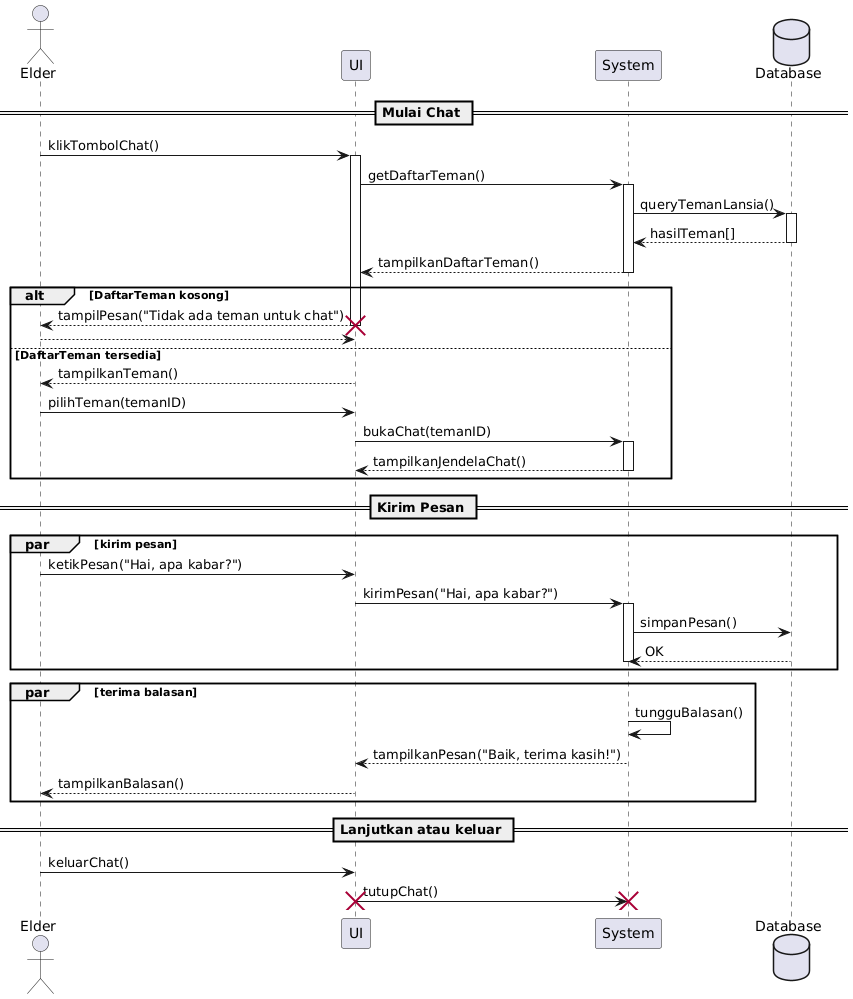 Elder
UI
System
Database
Mulai Chat
klikTombolChat()
getDaftarTeman()
queryTemanLansia()
hasilTeman[]
tampilkanDaftarTeman()
alt [DaftarTeman kosong]
tampilPesan("Tidak ada teman untuk chat")
[DaftarTeman tersedia]
tampilkanTeman()
pilihTeman(temanID)
bukaChat(temanID)
tampilkanJendelaChat()
Kirim Pesan
par [kirim pesan]
ketikPesan("Hai, apa kabar?")
kirimPesan("Hai, apa kabar?")
simpanPesan()
OK
par [terima balasan]
tungguBalasan()
tampilkanPesan("Baik, terima kasih!")
tampilkanBalasan()
Lanjutkan atau keluar
keluarChat()
tutupChat()
Elder
UI
System
Database